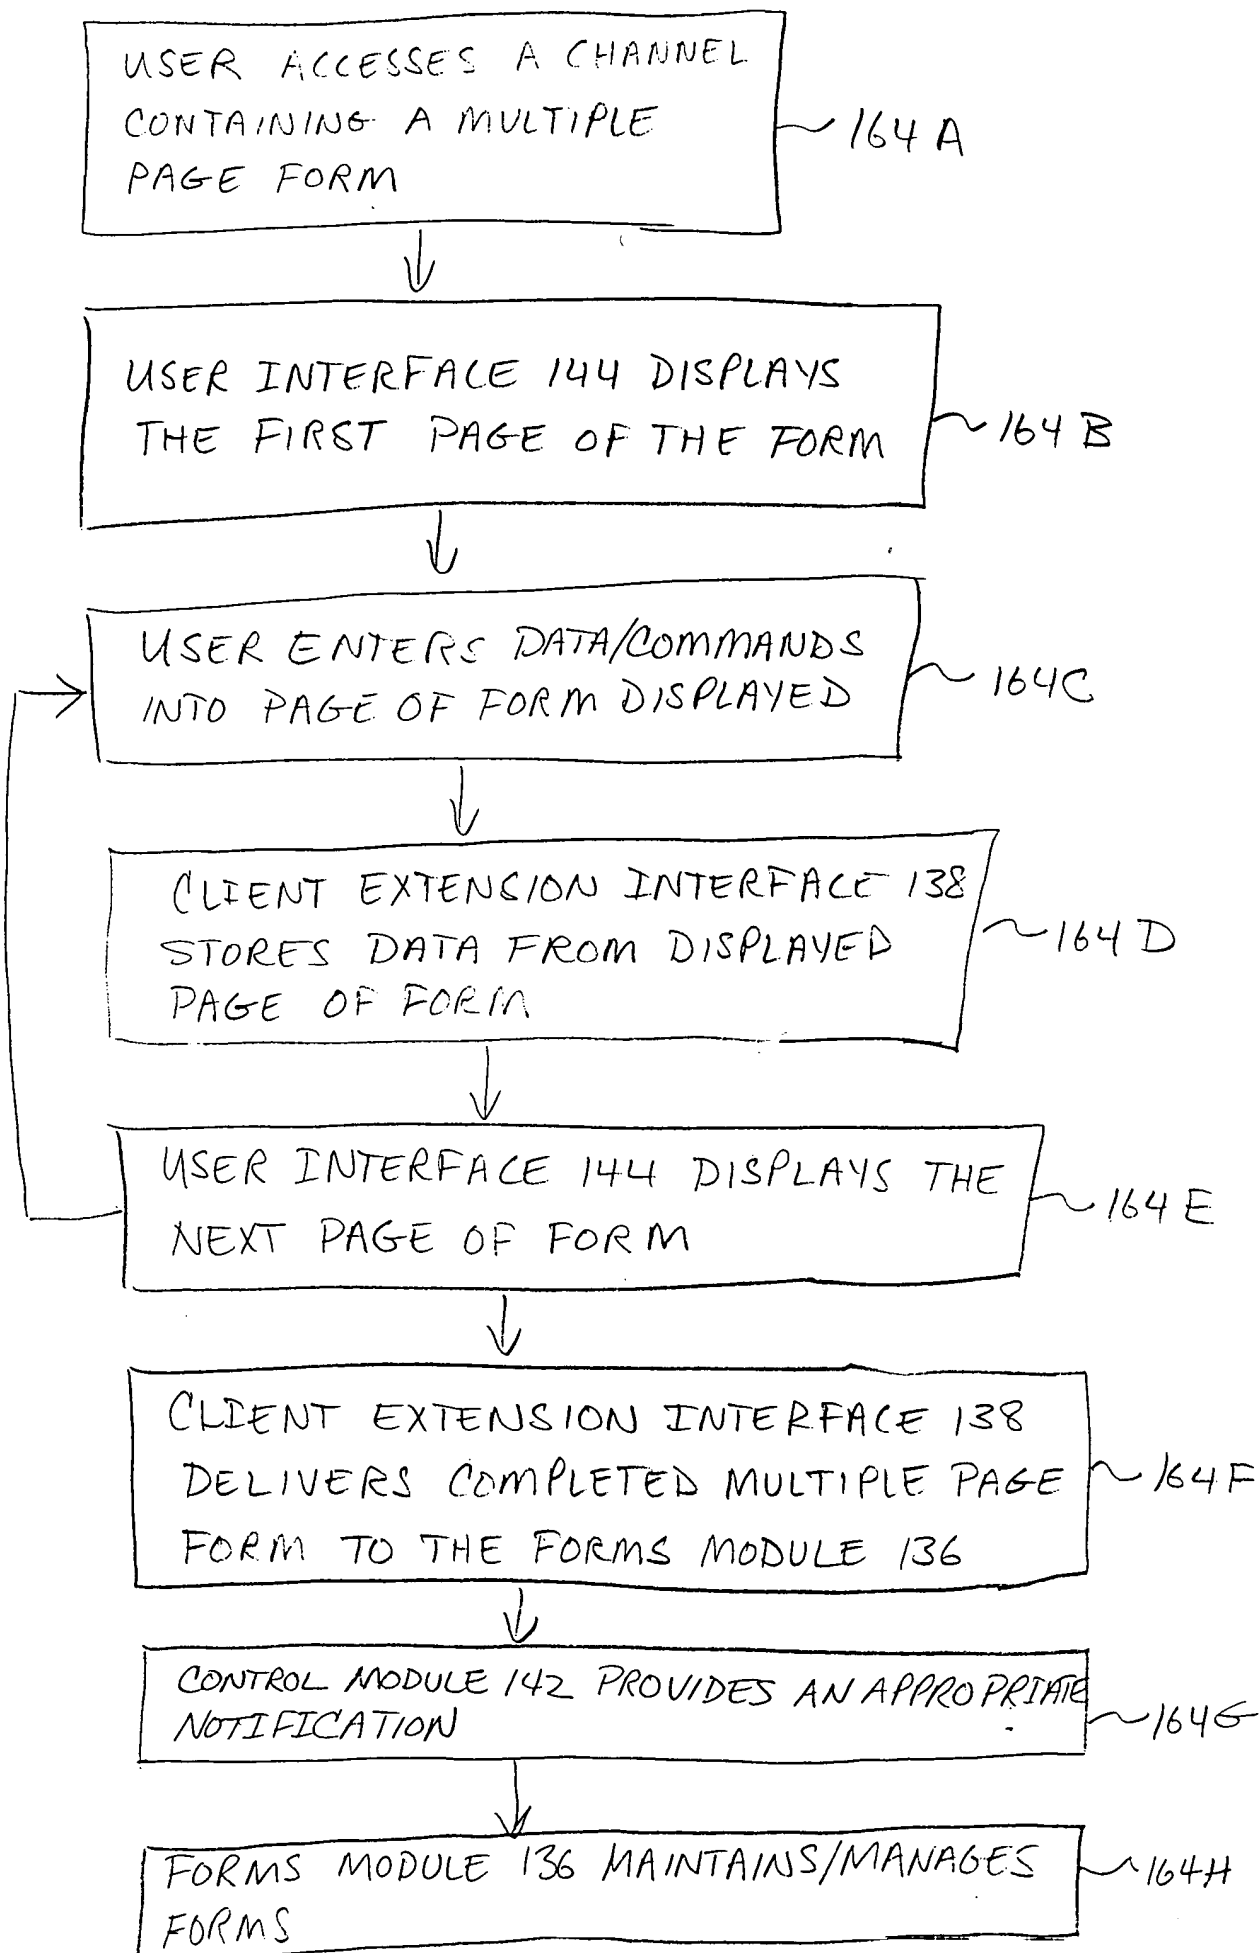 USER ACCESSES A CHANNEL
CONTAINING A MULTIPLE
PAGE FORM
164A
USER INTERFACE 144 DISPLAYS
THE FIRST PAGE OF THE FORM
164B
USER ENTERS DATA/COMMANDS
INTO PAGE OF FORM DISPLAYED
164C
CLIENT EXTENSION INTERFACE 138
STORES DATA FROM DISPLAYED
PAGE OF FORM
164D
USER INTERFACE 144 DISPLAYS THE
NEXT PAGE OF FORM
164E
CLIENT EXTENSION INTERFACE 138
DELIVERS COMPLETED MULTIPLE PAGE
FORM TO THE FORMS MODULE 136
164F
CONTROL MODULE 142 PROVIDES AN APPROPRIATE
NOTIFICATION
164G
FORMS MODULE 136 MAINTAINS/MANAGES
FORMS
164H